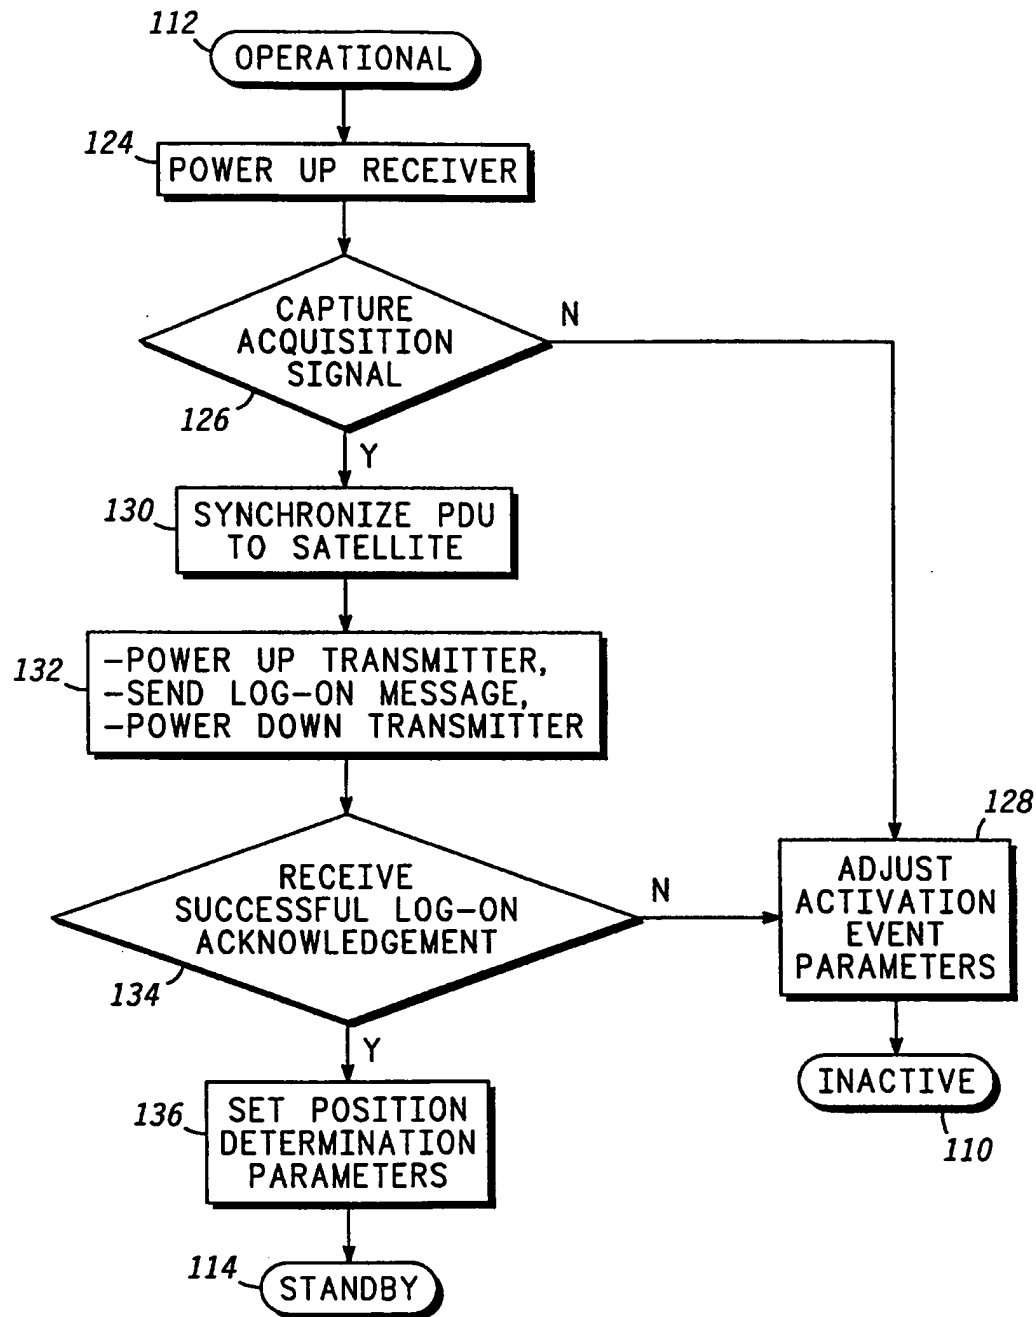 112
OPERATIONAL
124
POWER UP RECEIVER
CAPTURE
ACQUISITION
SIGNAL
N
126
Y
130
SYNCHRONIZE PDU
TO SATELLITE
132
-POWER UP TRANSMITTER,
-SEND LOG-ON MESSAGE,
-POWER DOWN TRANSMITTER
RECEIVE
SUCCESSFUL LOG-ON
ACKNOWLEDGEMENT
N
134
Y
128
ADJUST
ACTIVATION
EVENT
PARAMETERS
INACTIVE
110
136
SET POSITION
DETERMINATION
PARAMETERS
114
STANDBY